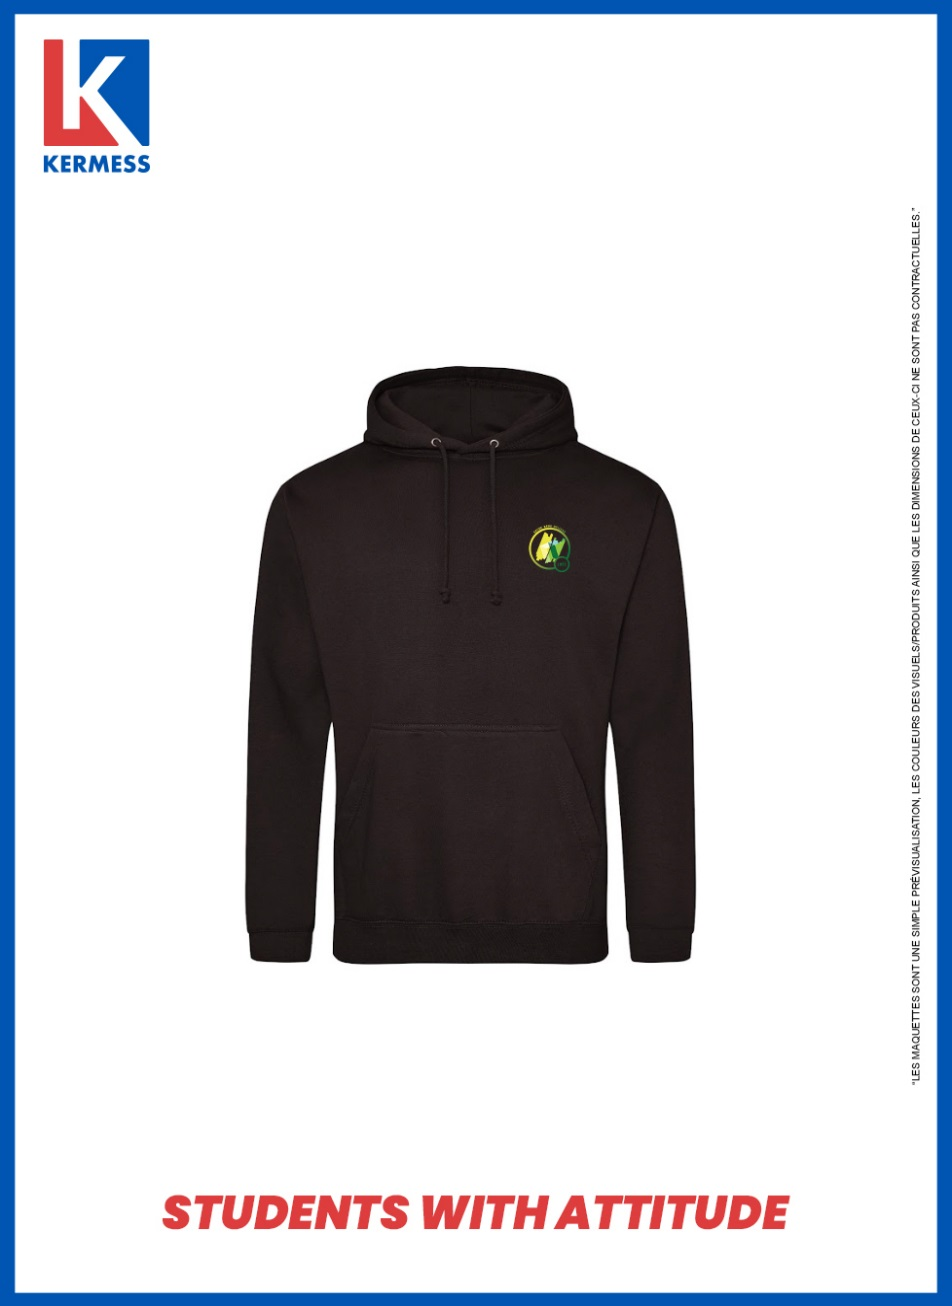 KERMESS
"LES MAQUETTES SONT UNE SIMPLE PRÉVISUALISATION, LES COULEURS DES VISUELS/PRODUITS AINSI QUE LES DIMENSIONS DE CEUX-CI NE SONT PAS CONTRACTUELLES."
STUDENTS WITH ATTITUDE